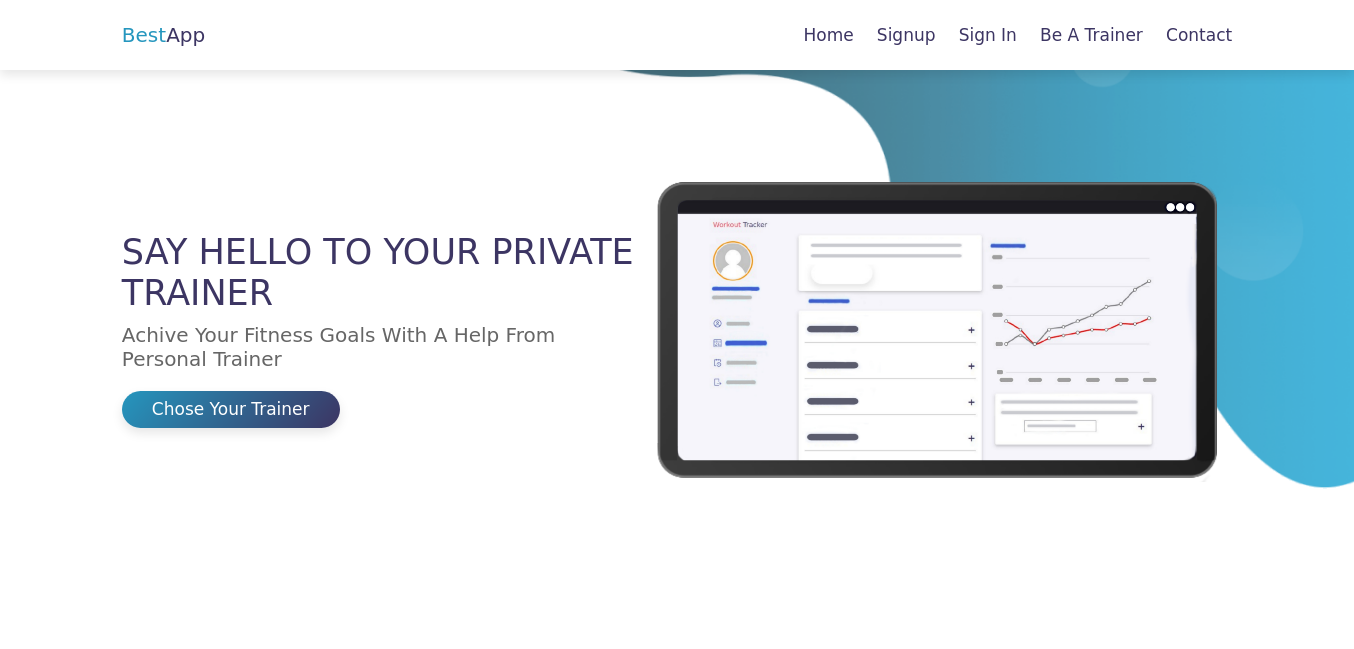 BestApp
Home Signup Sign In Be A Trainer Contact
SAY HELLO TO YOUR PRIVATE
TRAINER
Achive Your Fitness Goals With A Help From
Personal Trainer
Chose Your Trainer
Workout Tracker